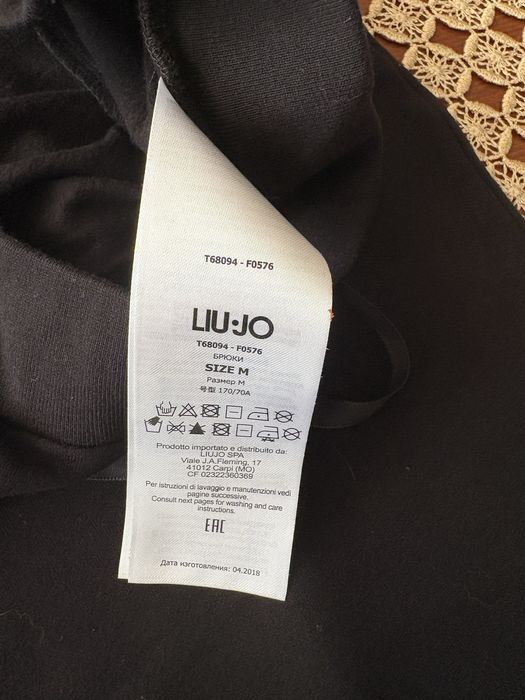 T68094 - F0576
LIU·JO
T68094 - F0576
БРЮКИ
SIZE M
Размер M
号型 170/70A
Prodotto importato e distribuito da:
LIUJO SPA
Viale J.A.Fleming, 17
41012 Carpi (MO)
CF 02322360369
Per istruzioni di lavaggio e manutenzioni vedi
pagine successive.
Consult next pages for washing and care
instructions.
EAC
Дата изготовления: 04.2018